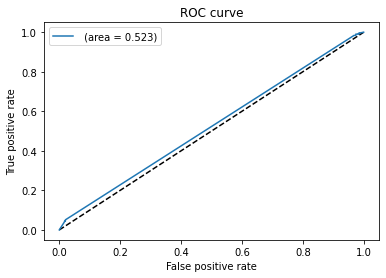 ROC curve
(area = 0.523)
True positive rate
1.0
0.8
0.6
0.4
0.2
0.0
0.0 0.2 0.4 0.6 0.8 1.0
False positive rate